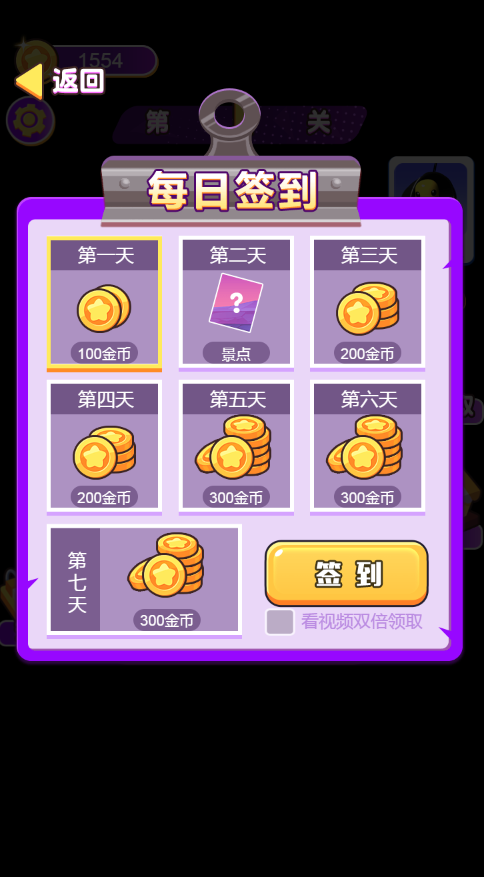 1554
返回
第 关
每日签到
第一天 第二天 第三天
?
100金币 景点 200金币
第四天 第五天 第六天
200金币 300金币 300金币
第七天
300金币
签到
看视频双倍领取
取